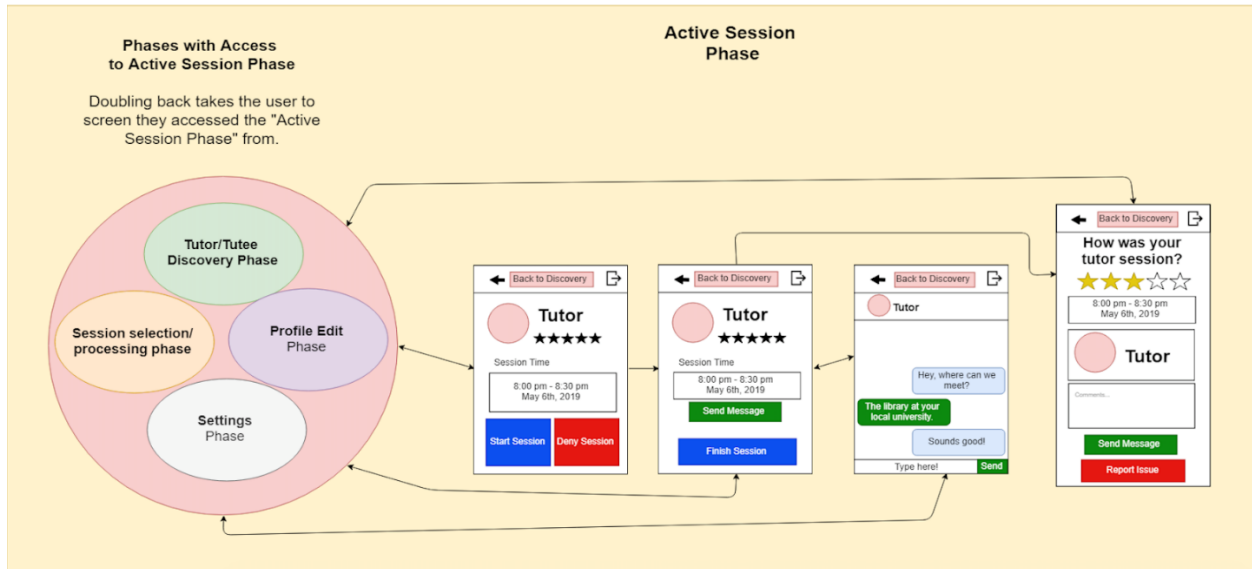 Phases with Access
to Active Session Phase
Doubling back takes the user to
screen they accessed the "Active
Session Phase" from.
Tutor/Tutee
Discovery Phase
Session selection/
processing phase
Profile Edit
Phase
Settings
Phase
Active Session
Phase
Back to Discovery
Tutor
★★★★★
Session Time
8:00 pm - 8:30 pm
May 6th, 2019
Start Session
Deny Session
Back to Discovery
Tutor
★★★★★
Session Time
8:00 pm - 8:30 pm
May 6th, 2019
Send Message
Finish Session
Back to Discovery
Tutor
Hey, where can we
meet?
The library at your
local university.
Sounds good!
Type here!
Send
Back to Discovery
How was your
tutor session?
8:00 pm - 8:30 pm
May 6th, 2019
Tutor
Comments...
Send Message
Report Issue